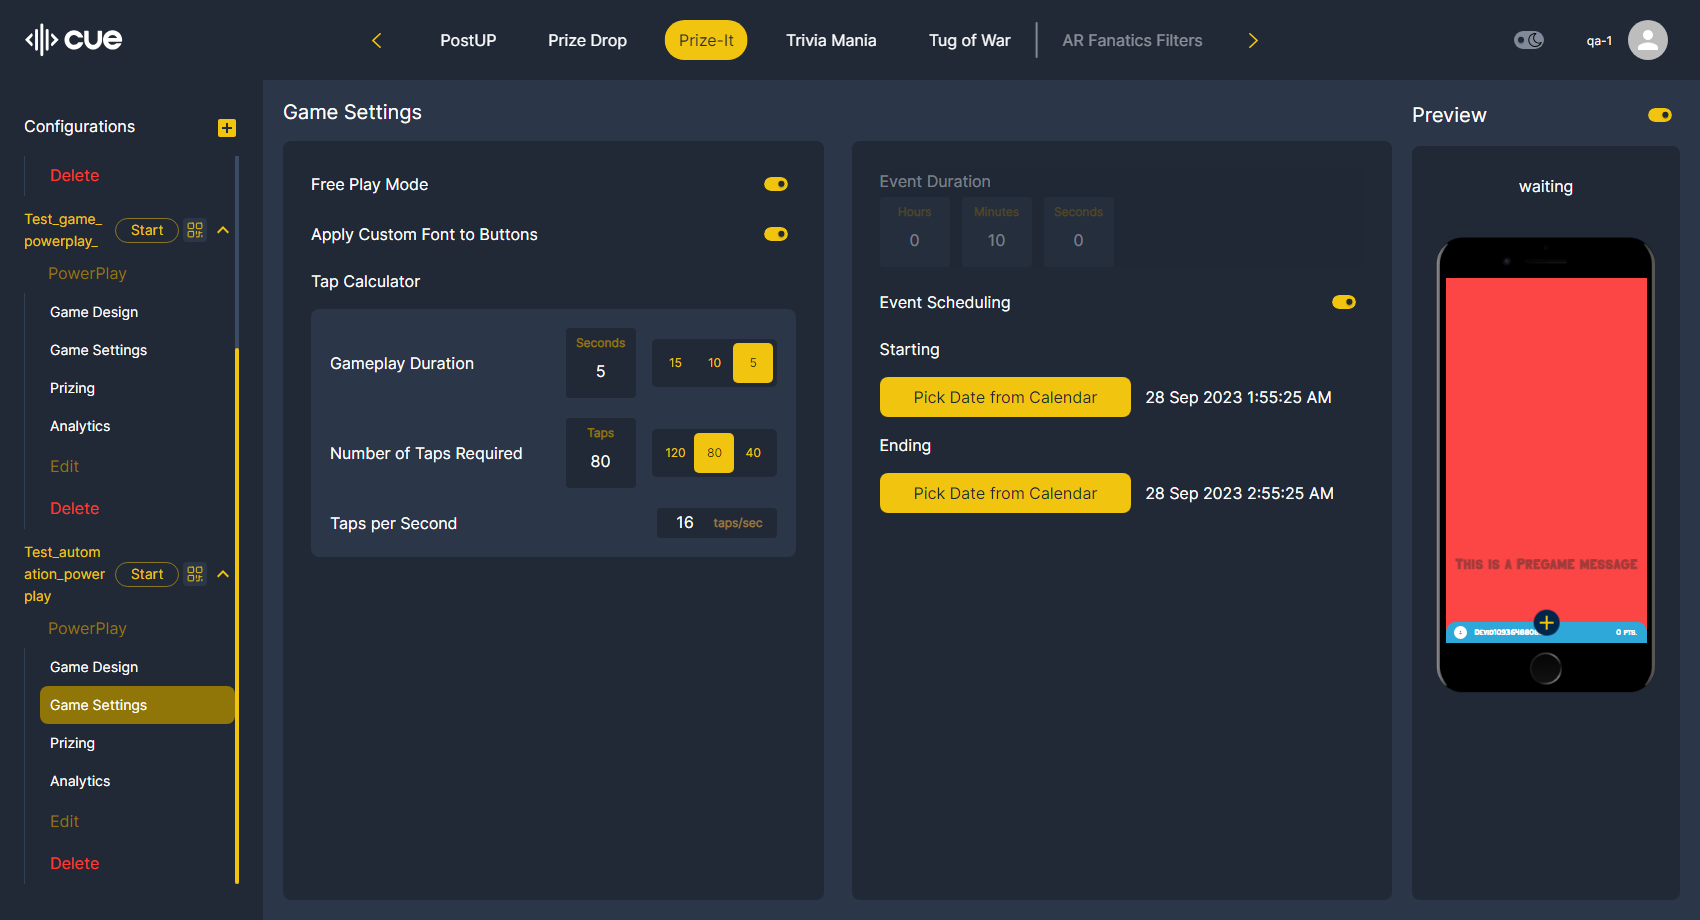 cue
PostUP
Prize Drop
Prize-It
Trivia Mania
Tug of War
AR Fanatics Filters
qa-1
Configurations
Delete
Test_game_
powerplay_
Start
PowerPlay
Game Design
Game Settings
Prizing
Analytics
Edit
Delete
Test_autom
ation_power
play
Start
PowerPlay
Game Design
Game Settings
Prizing
Analytics
Edit
Delete
Game Settings
Free Play Mode
Apply Custom Font to Buttons
Tap Calculator
Gameplay Duration
Seconds
5
15 10 5
Number of Taps Required
Taps
80
120 80 40
Taps per Second
16 taps/sec
Event Duration
Hours
0
Minutes
10
Seconds
0
Event Scheduling
Starting
Pick Date from Calendar
28 Sep 2023 1:55:25 AM
Ending
Pick Date from Calendar
28 Sep 2023 2:55:25 AM
Preview
waiting
This is a Pregame message
0 PTS.